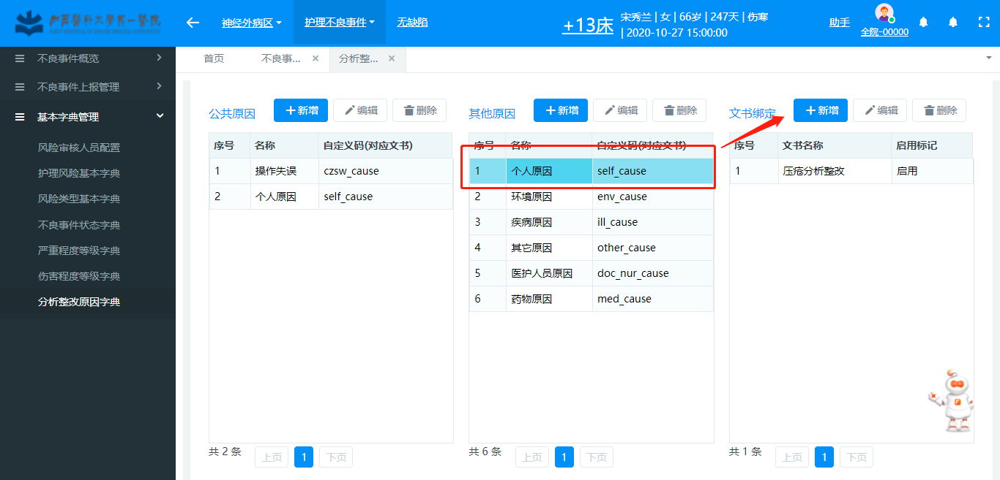 神经外病区
护理不良事件
无缺陷
+13床
宋秀兰 | 女 | 66岁 | 247天 | 伤寒
| 2020-10-27 15:00:00
助手
全院-00000
不良事件概览
不良事件上报管理
基本字典管理
风险审核人员配置
护理风险基本字典
风险类型基本字典
不良事件状态字典
严重程度等级字典
伤害程度等级字典
分析整改原因字典
首页
不良事...
分析整...
公共原因 新增 编辑 删除
序号 名称 自定义码(对应文书)
1 操作失误 czsw_cause
2 个人原因 self_cause
共 2 条 上页 1 下页
其他原因 新增 编辑 删除
序号 名称 自定义码(对应文书)
1 个人原因 self_cause
2 环境原因 env_cause
3 疾病原因 ill_cause
4 其它原因 other_cause
5 医护人员原因 doc_nur_cause
6 药物原因 med_cause
共 6 条 上页 1 下页
文书绑定 新增 编辑 删除
序号 文书名称 启用标记
1 压疮分析整改 启用
共 1 条 上页 1 下页